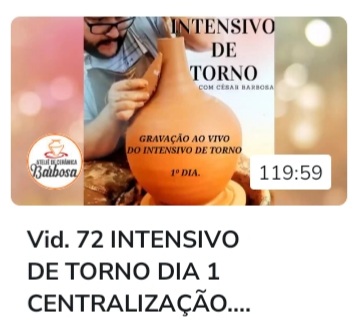 INTENSIVO
DE
TORNO
COM CÉSAR BARBOSA
GRAVAÇÃO AO VIVO
DO INTENSIVO DE TORNO
1º DIA.
ATELIÊ DE CERÂMICA
Barbosa
119:59
Vid. 72 INTENSIVO
DE TORNO DIA 1
CENTRALIZAÇÃO....